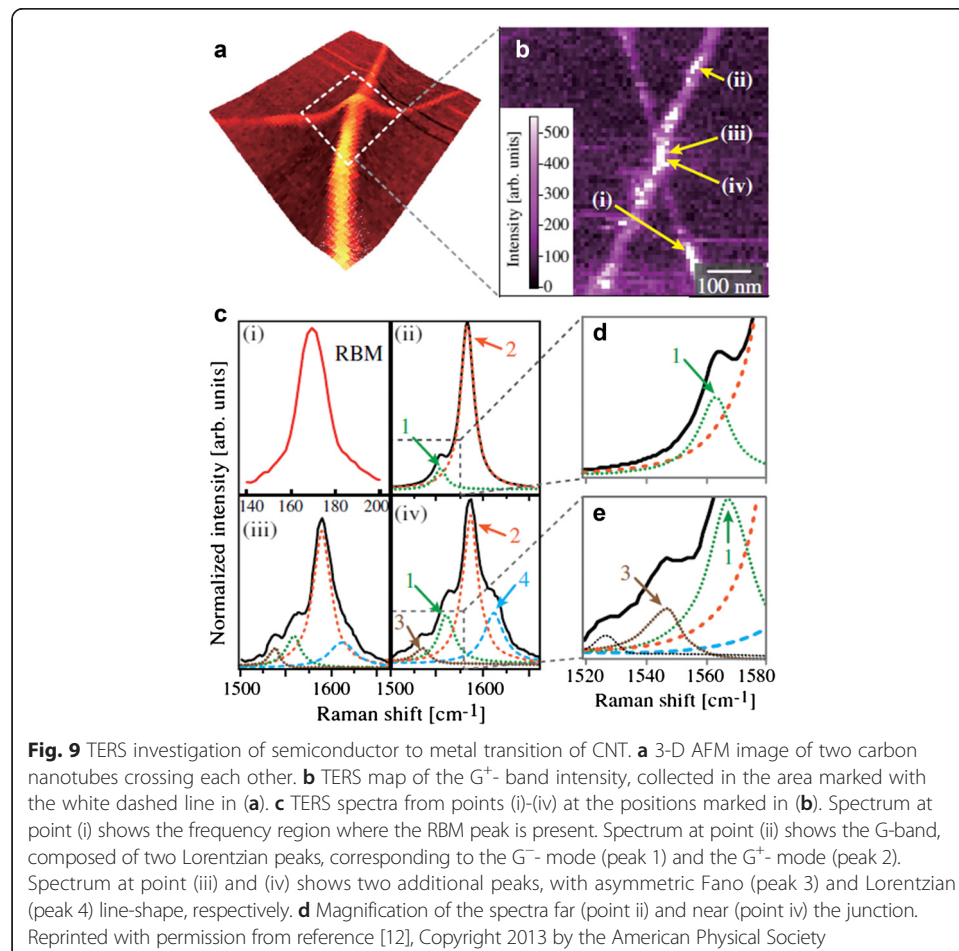 a
b
(ii)
(iii)
(iv)
(i)
Intensity [arb. units]
500
400
300
200
100
0
100 nm
c
(i)
RBM
140 160 180 200
(ii)
2
1
d
1
Normalized intensity [arb. units]
1520 1540 1560 1580
(iii)
(iv)
2
1
4
3
e
3
1
1500 1600 1500 1600
1520 1540 1560 1580
Raman shift [cm-1] Raman shift [cm-1]
Fig. 9 TERS investigation of semiconductor to metal transition of CNT. a 3-D AFM image of two carbon
nanotubes crossing each other. b TERS map of the G+- band intensity, collected in the area marked with
the white dashed line in (a). c TERS spectra from points (i)-(iv) at the positions marked in (b). Spectrum at
point (i) shows the frequency region where the RBM peak is present. Spectrum at point (ii) shows the G-band,
composed of two Lorentzian peaks, corresponding to the G−- mode (peak 1) and the G+- mode (peak 2).
Spectrum at point (iii) and (iv) shows two additional peaks, with asymmetric Fano (peak 3) and Lorentzian
(peak 4) line-shape, respectively. d Magnification of the spectra far (point ii) and near (point iv) the junction.
Reprinted with permission from reference [12], Copyright 2013 by the American Physical Society